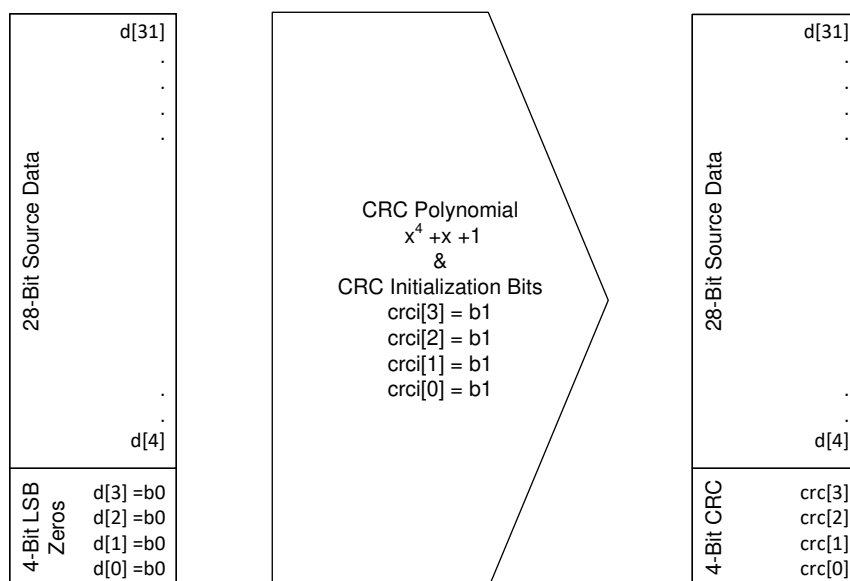 d[31]
.
.
.
.
28-Bit Source Data
.
.
d[4]
4-Bit LSB
Zeros
d[3] =b0
d[2] =b0
d[1] =b0
d[0] =b0
CRC Polynomial
x⁴ +x +1
&
CRC Initialization Bits
crci[3] = b1
crci[2] = b1
crci[1] = b1
crci[0] = b1
d[31]
.
.
.
.
28-Bit Source Data
.
.
d[4]
4-Bit CRC
crc[3]
crc[2]
crc[1]
crc[0]